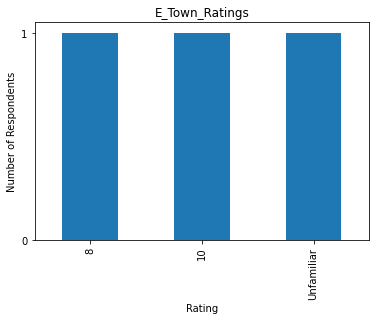 E_Town_Ratings
Number of Respondents
1
0
8
10
Unfamiliar
Rating